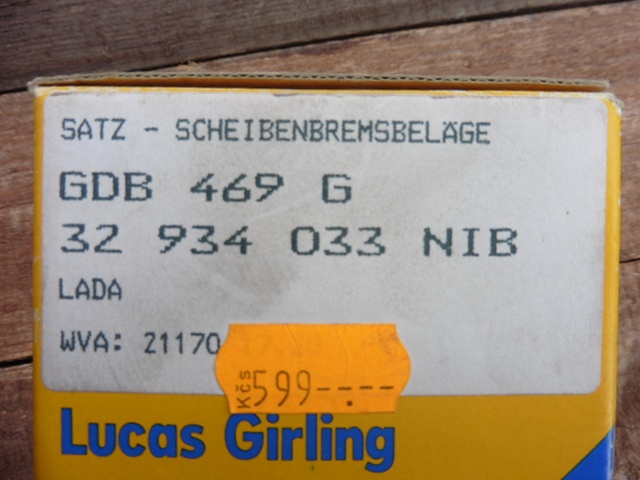 SATZ - SCHEIBENBREMSBELÄGE
GDB 469 G
32 934 033 NIB
LADA
WVA: 21170
Kčs 599--.--
Lucas Girling